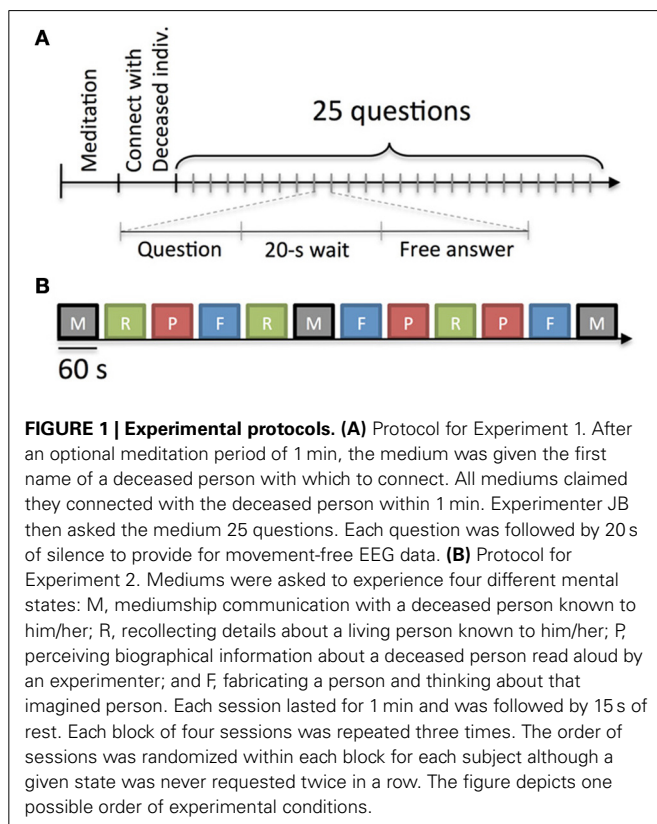 A
Meditation
Connect with
Deceased indiv.
25 questions
Question 20-s wait Free answer
B
M R P F R M F P R P F M
60 s
FIGURE 1 | Experimental protocols. (A) Protocol for Experiment 1. After
an optional meditation period of 1 min, the medium was given the first
name of a deceased person with which to connect. All mediums claimed
they connected with the deceased person within 1 min. Experimenter JB
then asked the medium 25 questions. Each question was followed by 20 s
of silence to provide for movement-free EEG data. (B) Protocol for
Experiment 2. Mediums were asked to experience four different mental
states: M, mediumship communication with a deceased person known to
him/her; R, recollecting details about a living person known to him/her; P,
perceiving biographical information about a deceased person read aloud by
an experimenter; and F, fabricating a person and thinking about that
imagined person. Each session lasted for 1 min and was followed by 15 s of
rest. Each block of four sessions was repeated three times. The order of
sessions was randomized within each block for each subject although a
given state was never requested twice in a row. The figure depicts one
possible order of experimental conditions.